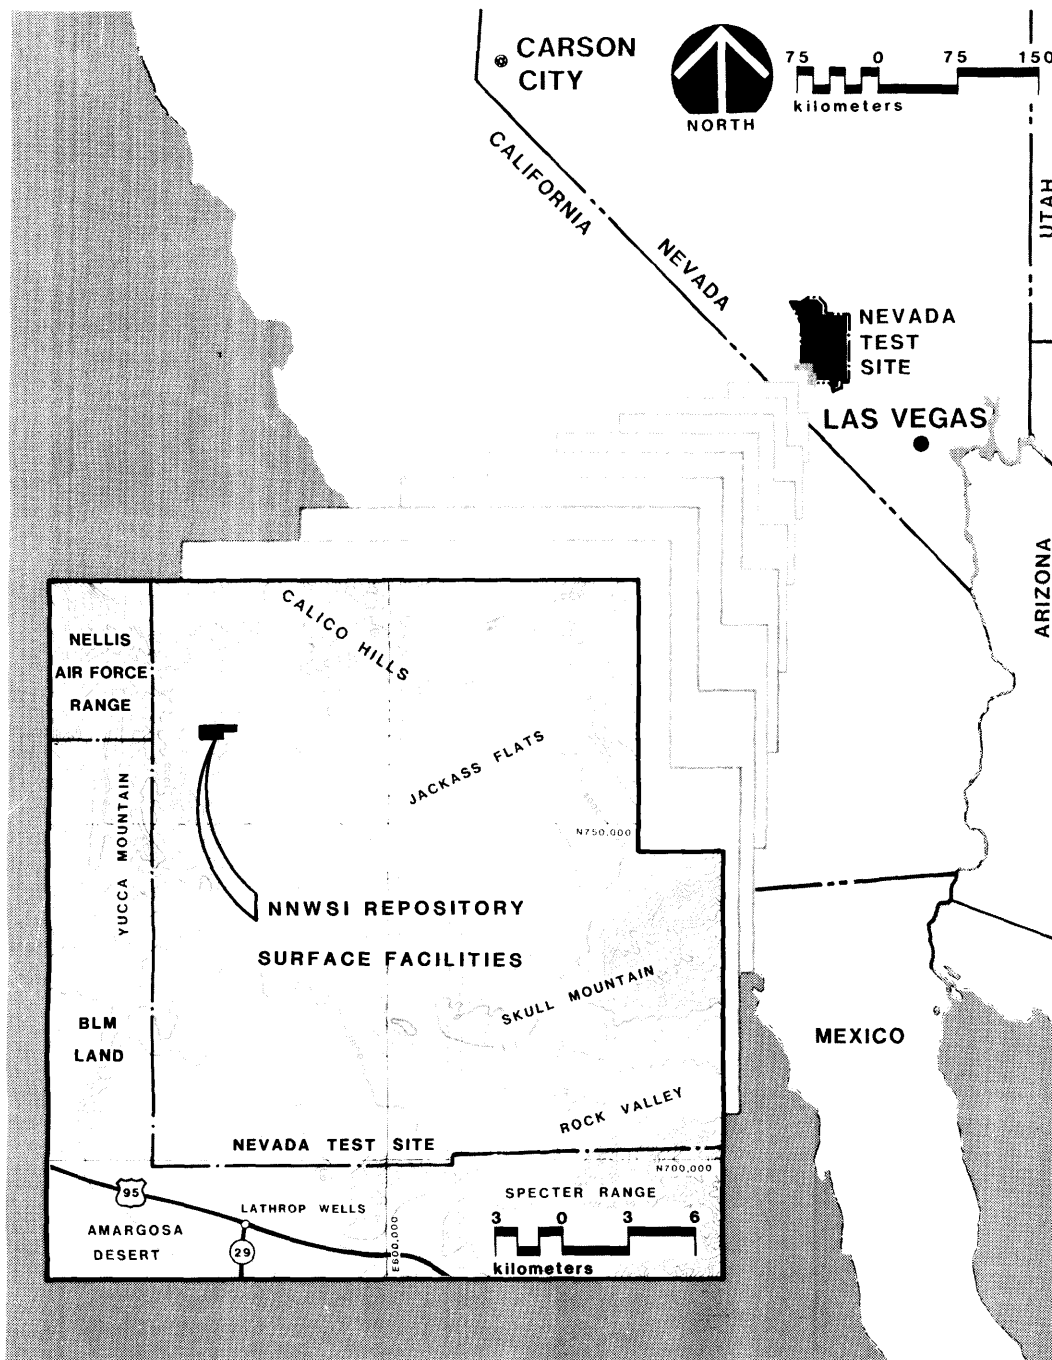 CARSON
CITY
NORTH
75 0 75 150
kilometers
CALIFORNIA
NEVADA
UTAH
NEVADA
TEST
SITE
LAS VEGAS
ARIZONA
MEXICO
NELLIS
AIR FORCE
RANGE
CALICO HILLS
JACKASS FLATS
N750,000
YUCCA MOUNTAIN
NNWSI REPOSITORY
SURFACE FACILITIES
SKULL MOUNTAIN
BLM
LAND
ROCK VALLEY
NEVADA TEST SITE
N700,000
95
LATHROP WELLS
AMARGOSA
DESERT
29
E600,000
SPECTER RANGE
3 0 3 6
kilometers